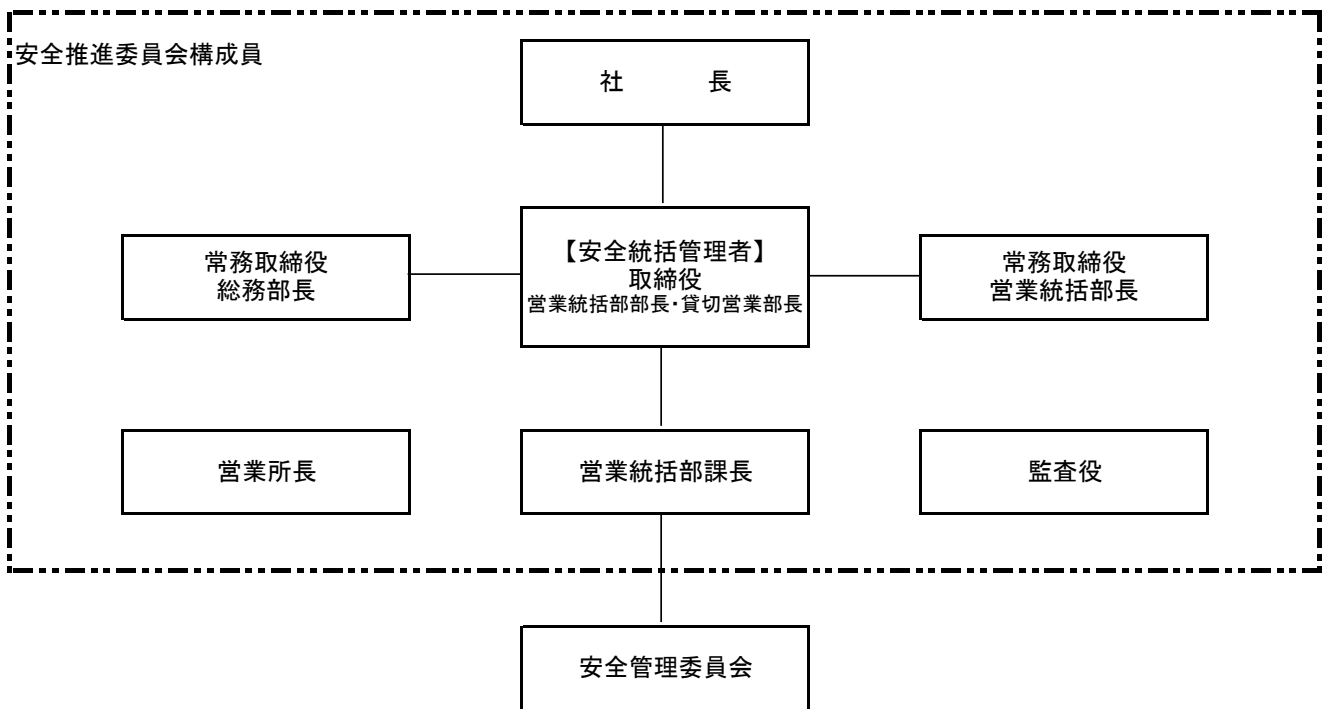 安全推進委員会構成員
社　　　長
【安全統括管理者】
取締役
営業統括部部長・貸切営業部長
常務取締役
総務部長
常務取締役
営業統括部長
営業所長
営業統括部課長
監査役
安全管理委員会